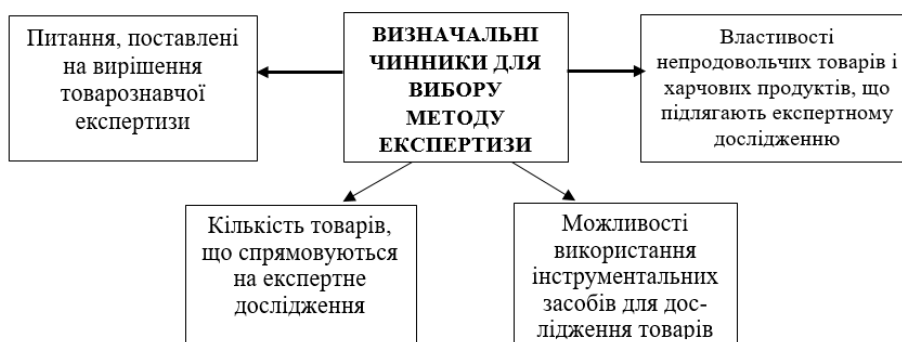 Питання, поставлені
на вирішення
товарознавчої
експертизи
ВИЗНАЧАЛЬНІ
ЧИННИКИ ДЛЯ
ВИБОРУ
МЕТОДУ
ЕКСПЕРТИЗИ
Властивості
непродовольчих товарів і
харчових продуктів, що
підлягають експертному
дослідженню
Кількість товарів,
що спрямовуються
на експертне
дослідження
Можливості
використання
інструментальних
засобів для дос-
лідження товарів